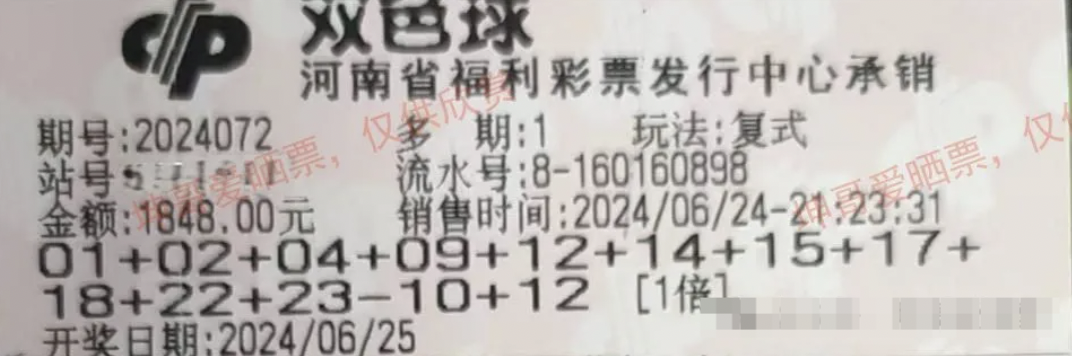 双色球
河南省福利彩票发行中心承销
期号:2024072 多 期:1 玩法:复式
站号 流水号:8-160160898
金额:1848.00元 销售时间:2024/06/24-21:23:31
01+02+04+09+12+14+15+17+
18+22+23-10+12 [1倍]
开奖日期:2024/06/25
坤哥爱晒票，仅供欣赏
坤哥爱晒票，仅供